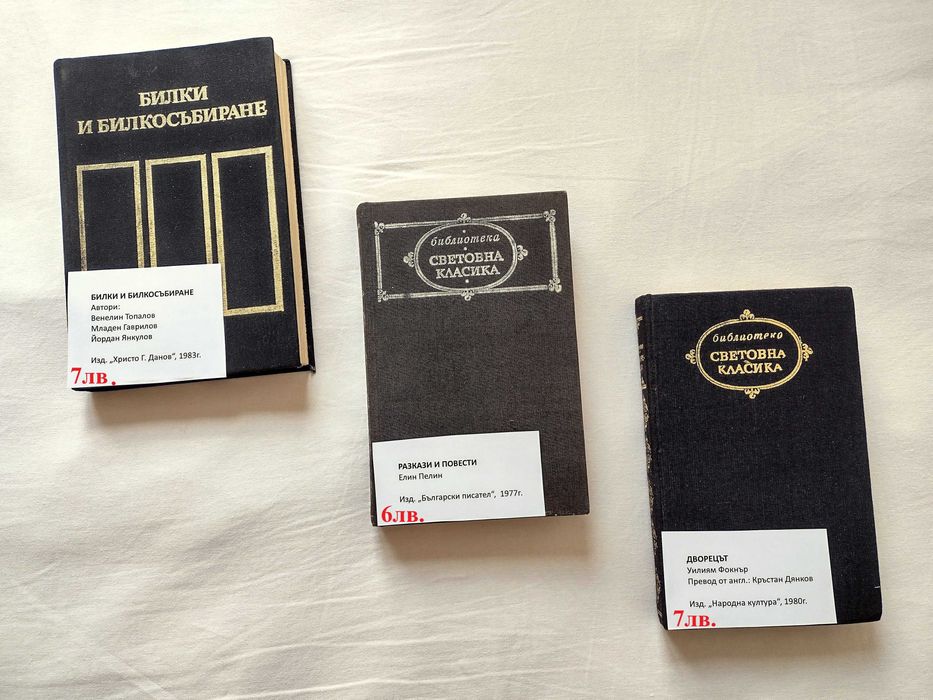 БИЛКИ
И БИЛКОСЪБИРАНЕ
БИЛКИ И БИЛКОСЪБИРАНЕ
Автори:
Венелин Топалов
Младен Гаврилов
Йордан Янкулов
Изд. „Христо Г. Данов“, 1983г.
7лв.
библиотека
СВЕТОВНА
КЛАСИКА
РАЗКАЗИ И ПОВЕСТИ
Елин Пелин
Изд. „Български писател“, 1977г.
6лв.
библиотека
СВЕТОВНА
КЛАСИКА
ДВОРЕЦЪТ
Уилиям Фокнър
Превод от англ.: Кръстан Дянков
Изд. „Народна култура“, 1980г.
7лв.